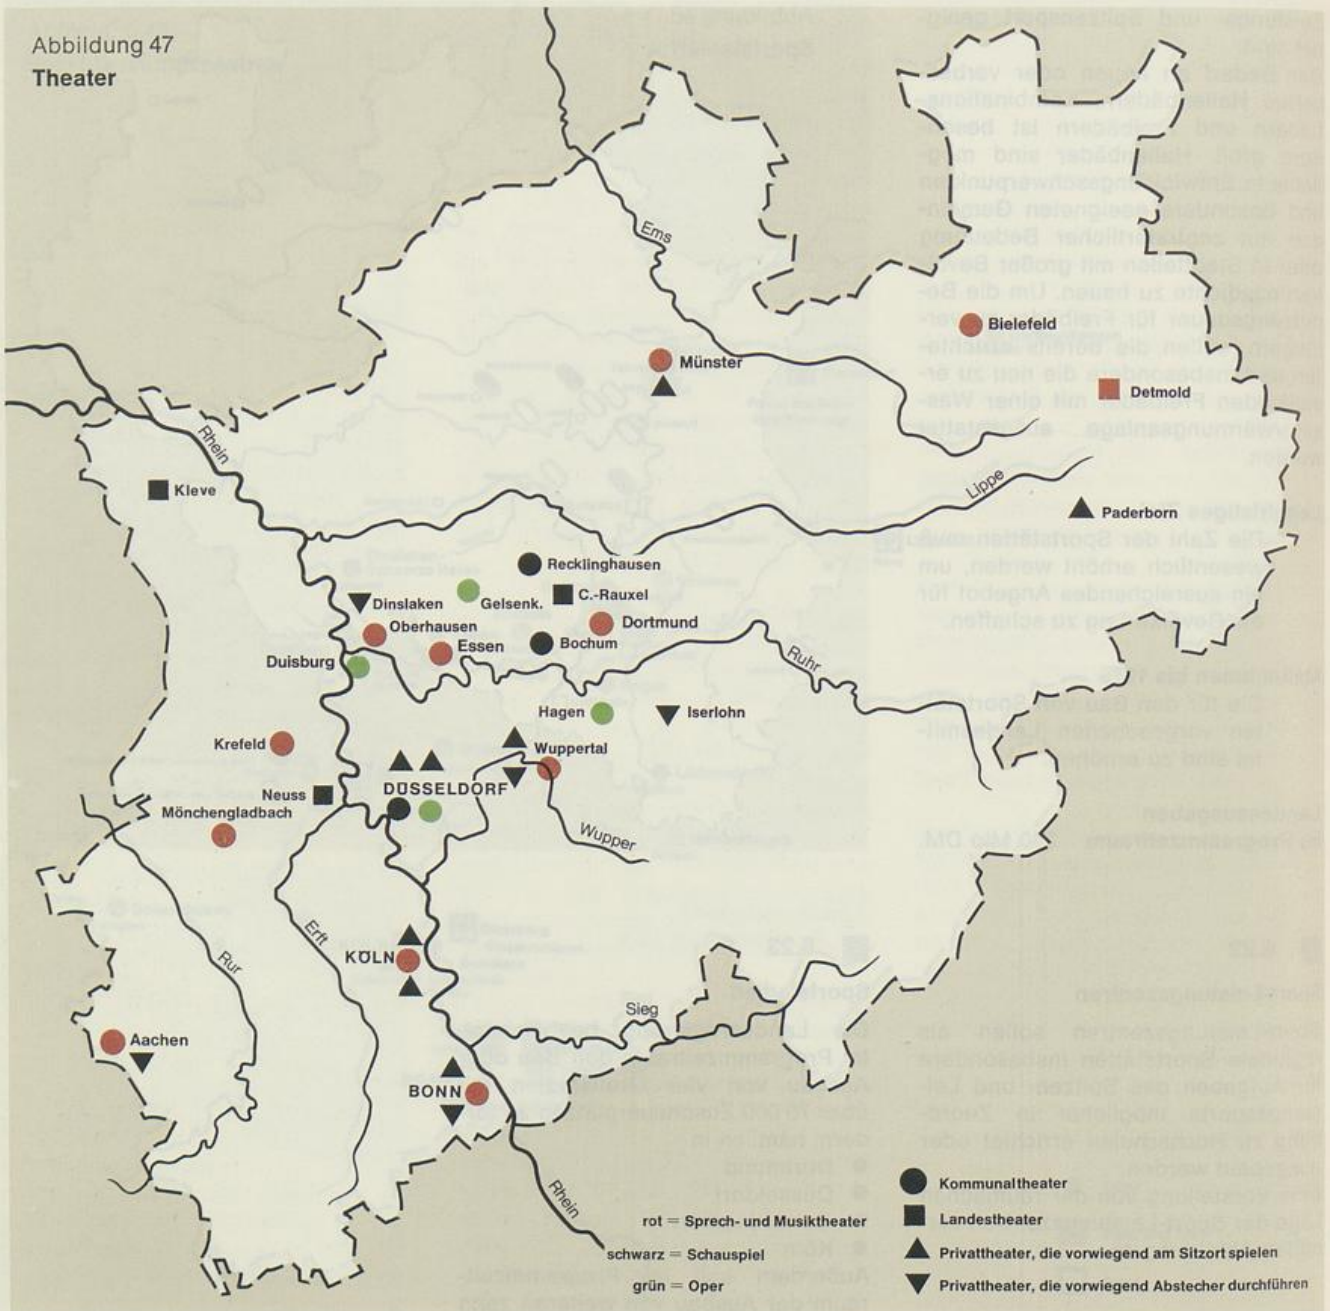 Abbildung 47
Theater
Ems
Bielefeld
Münster
Detmold
Rhein
Kleve
Lippe
Paderborn
Recklinghausen
Dinslaken
Gelsenk.
C.-Rauxel
Oberhausen
Dortmund
Essen
Bochum
Duisburg
Ruhr
Hagen
Iserlohn
Krefeld
Wuppertal
Neuss
DÜSSELDORF
Mönchengladbach
Wupper
Erft
KÖLN
Rur
Sieg
Aachen
BONN
Rhein
Kommunaltheater
rot = Sprech- und Musiktheater
Landestheater
schwarz = Schauspiel
Privattheater, die vorwiegend am Sitzort spielen
grün = Oper
Privattheater, die vorwiegend Abstecher durchführen